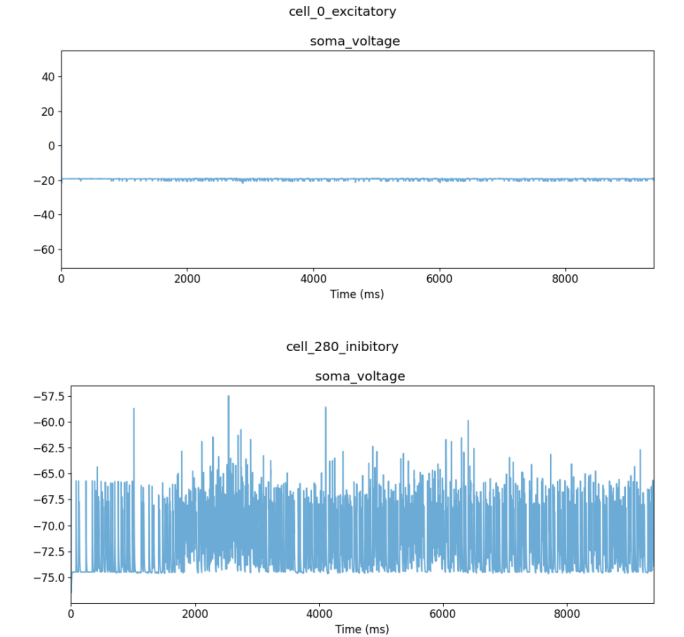 cell_0_excitatory
soma_voltage
40
20
0
−20
−40
−60
0 2000 4000 6000 8000
Time (ms)
cell_280_inibitory
soma_voltage
−57.5
−60.0
−62.5
−65.0
−67.5
−70.0
−72.5
−75.0
0 2000 4000 6000 8000
Time (ms)